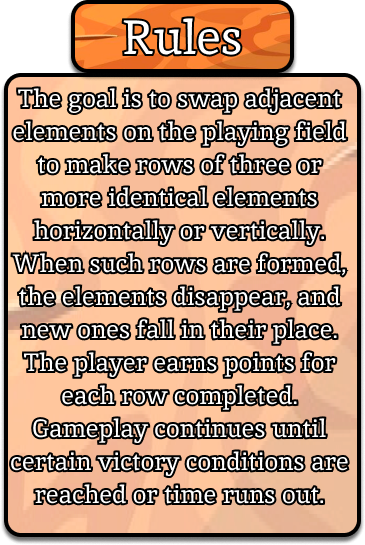 Rules
The goal is to swap adjacent
elements on the playing field
to make rows of three or
more identical elements
horizontally or vertically.
When such rows are formed,
the elements disappear, and
new ones fall in their place.
The player earns points for
each row completed.
Gameplay continues until
certain victory conditions are
reached or time runs out.